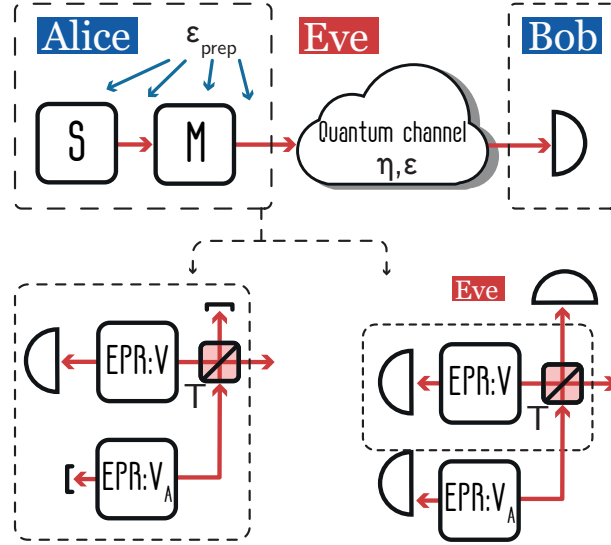 Alice
ε_prep
Eve
Bob
S
M
Quantum channel
η,ε
EPR:V
T
EPR:V_A
Eve
EPR:V
T
EPR:V_A